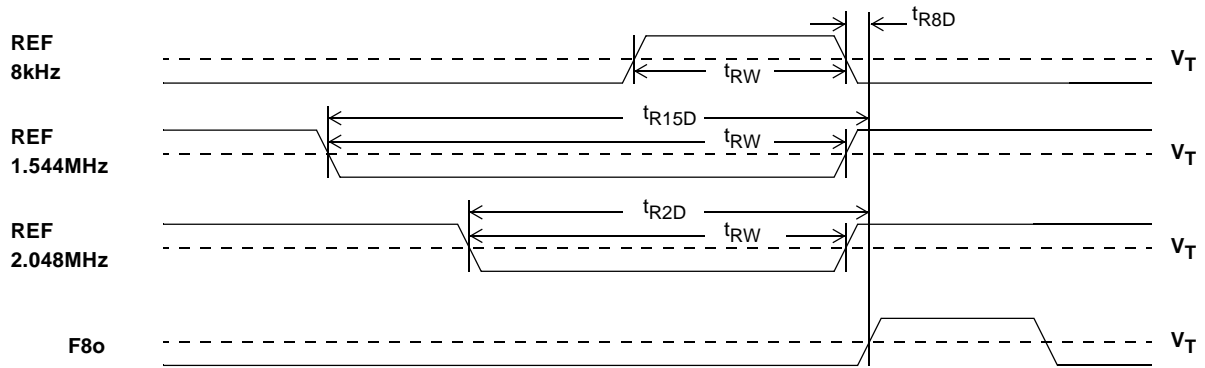 tR8D
REF
8kHz
tRW
VT
tR15D
REF
1.544MHz
tRW
VT
tR2D
REF
2.048MHz
tRW
VT
F8o
VT